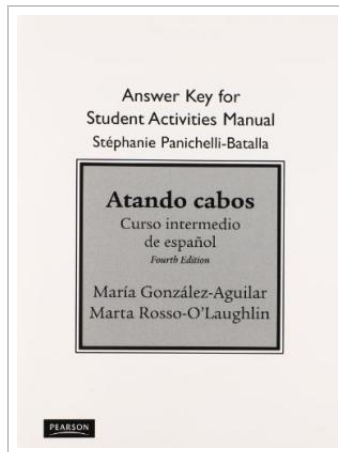 Answer Key for
Student Activities Manual
Stéphanie Panichelli-Batalla
Atando cabos
Curso intermedio
de español
Fourth Edition
María González-Aguilar
Marta Rosso-O'Laughlin
PEARSON